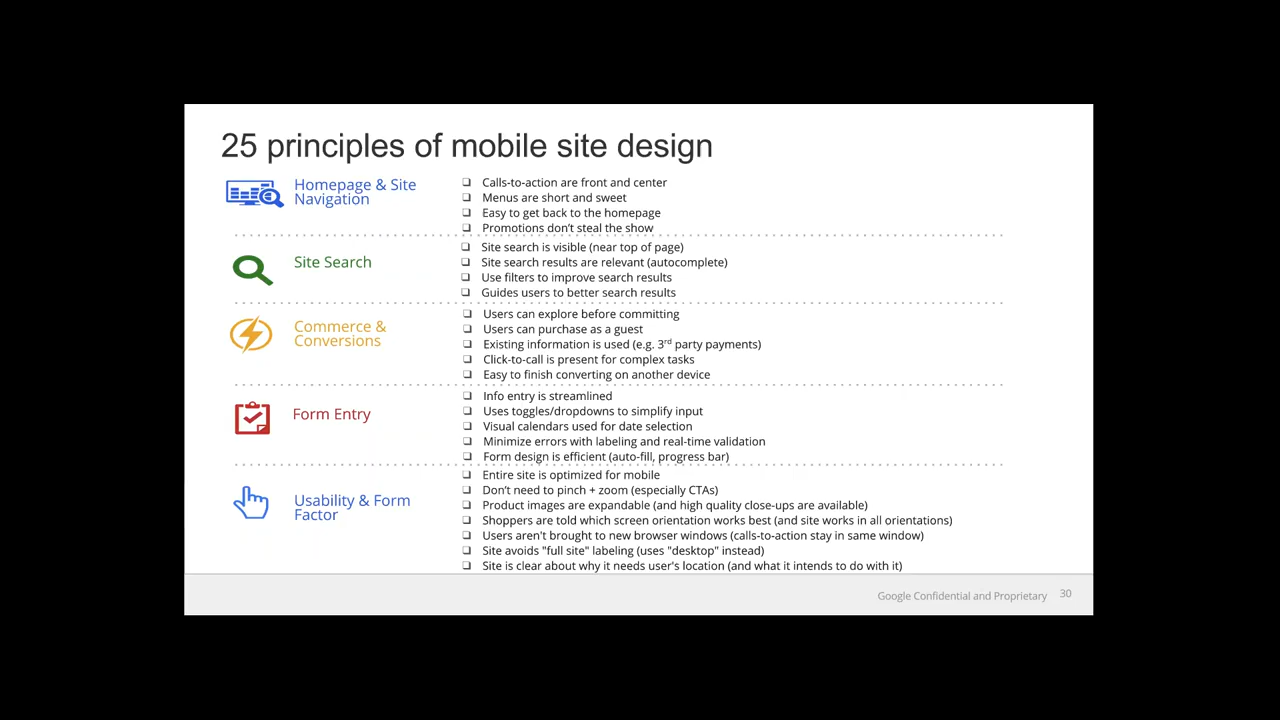 25 principles of mobile site design
Homepage & Site
Navigation
❑ Calls-to-action are front and center
❑ Menus are short and sweet
❑ Easy to get back to the homepage
❑ Promotions don’t steal the show
Site Search
❑ Site search is visible (near top of page)
❑ Site search results are relevant (autocomplete)
❑ Use filters to improve search results
❑ Guides users to better search results
Commerce &
Conversions
❑ Users can explore before committing
❑ Users can purchase as a guest
❑ Existing information is used (e.g. 3rd party payments)
❑ Click-to-call is present for complex tasks
❑ Easy to finish converting on another device
Form Entry
❑ Info entry is streamlined
❑ Uses toggles/dropdowns to simplify input
❑ Visual calendars used for date selection
❑ Minimize errors with labeling and real-time validation
❑ Form design is efficient (auto-fill, progress bar)
Usability & Form
Factor
❑ Entire site is optimized for mobile
❑ Don’t need to pinch + zoom (especially CTAs)
❑ Product images are expandable (and high quality close-ups are available)
❑ Shoppers are told which screen orientation works best (and site works in all orientations)
❑ Users aren't brought to new browser windows (calls-to-action stay in same window)
❑ Site avoids "full site" labeling (uses "desktop" instead)
❑ Site is clear about why it needs user's location (and what it intends to do with it)
Google Confidential and Proprietary 30